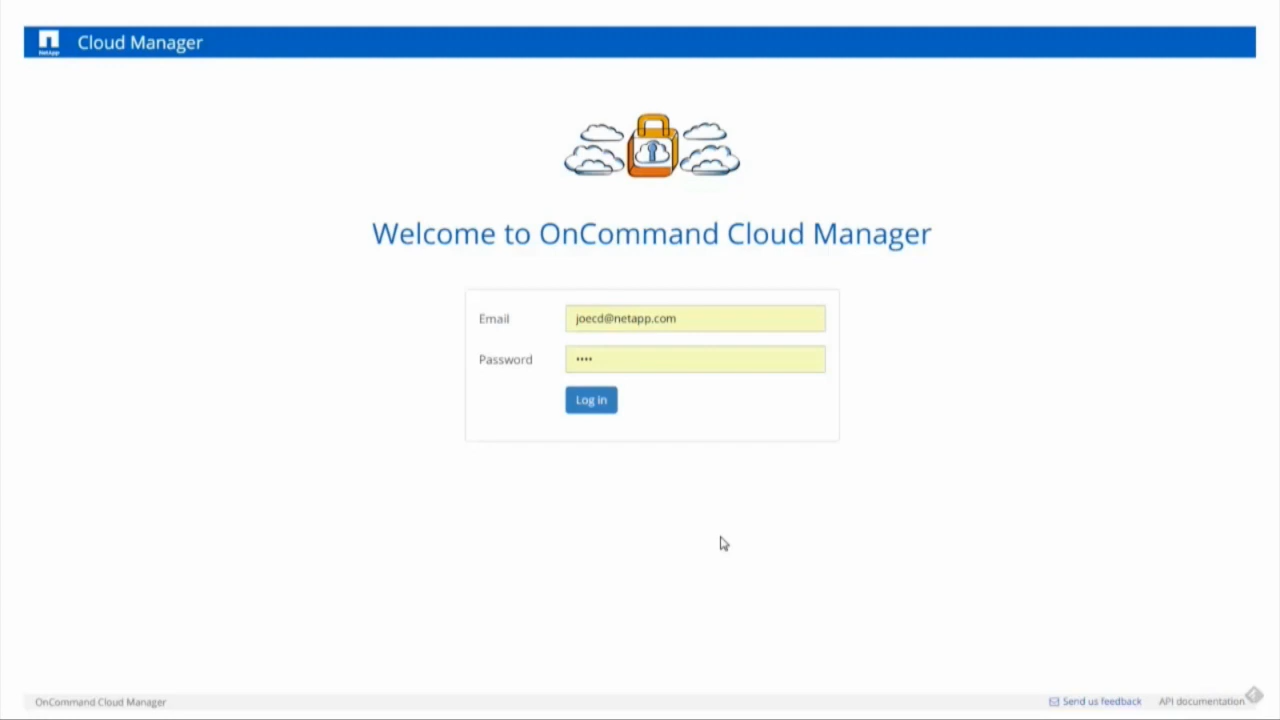 NetApp
Cloud Manager
Welcome to OnCommand Cloud Manager
Email
joecd@netapp.com
Password
••••
Log in
OnCommand Cloud Manager
Send us feedback
API documentation